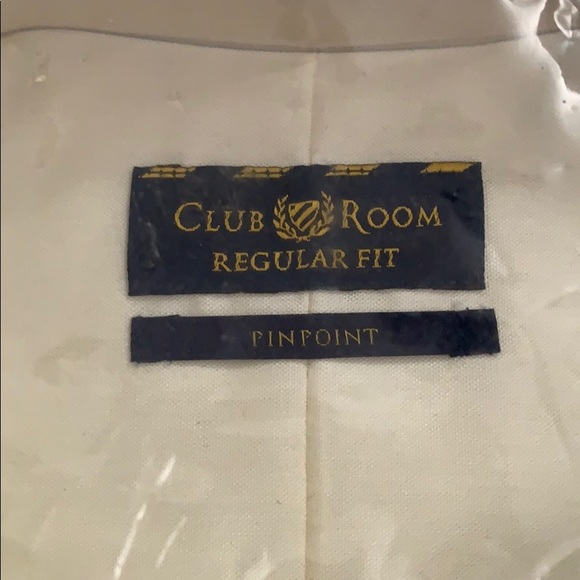 CLUB ROOM
REGULAR FIT
PINPOINT